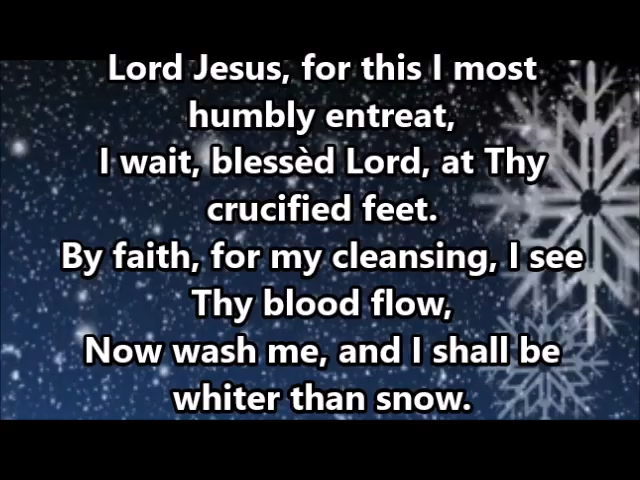 Lord Jesus, for this I most
humbly entreat,
I wait, blessèd Lord, at Thy
crucified feet.
By faith, for my cleansing, I see
Thy blood flow,
Now wash me, and I shall be
whiter than snow.